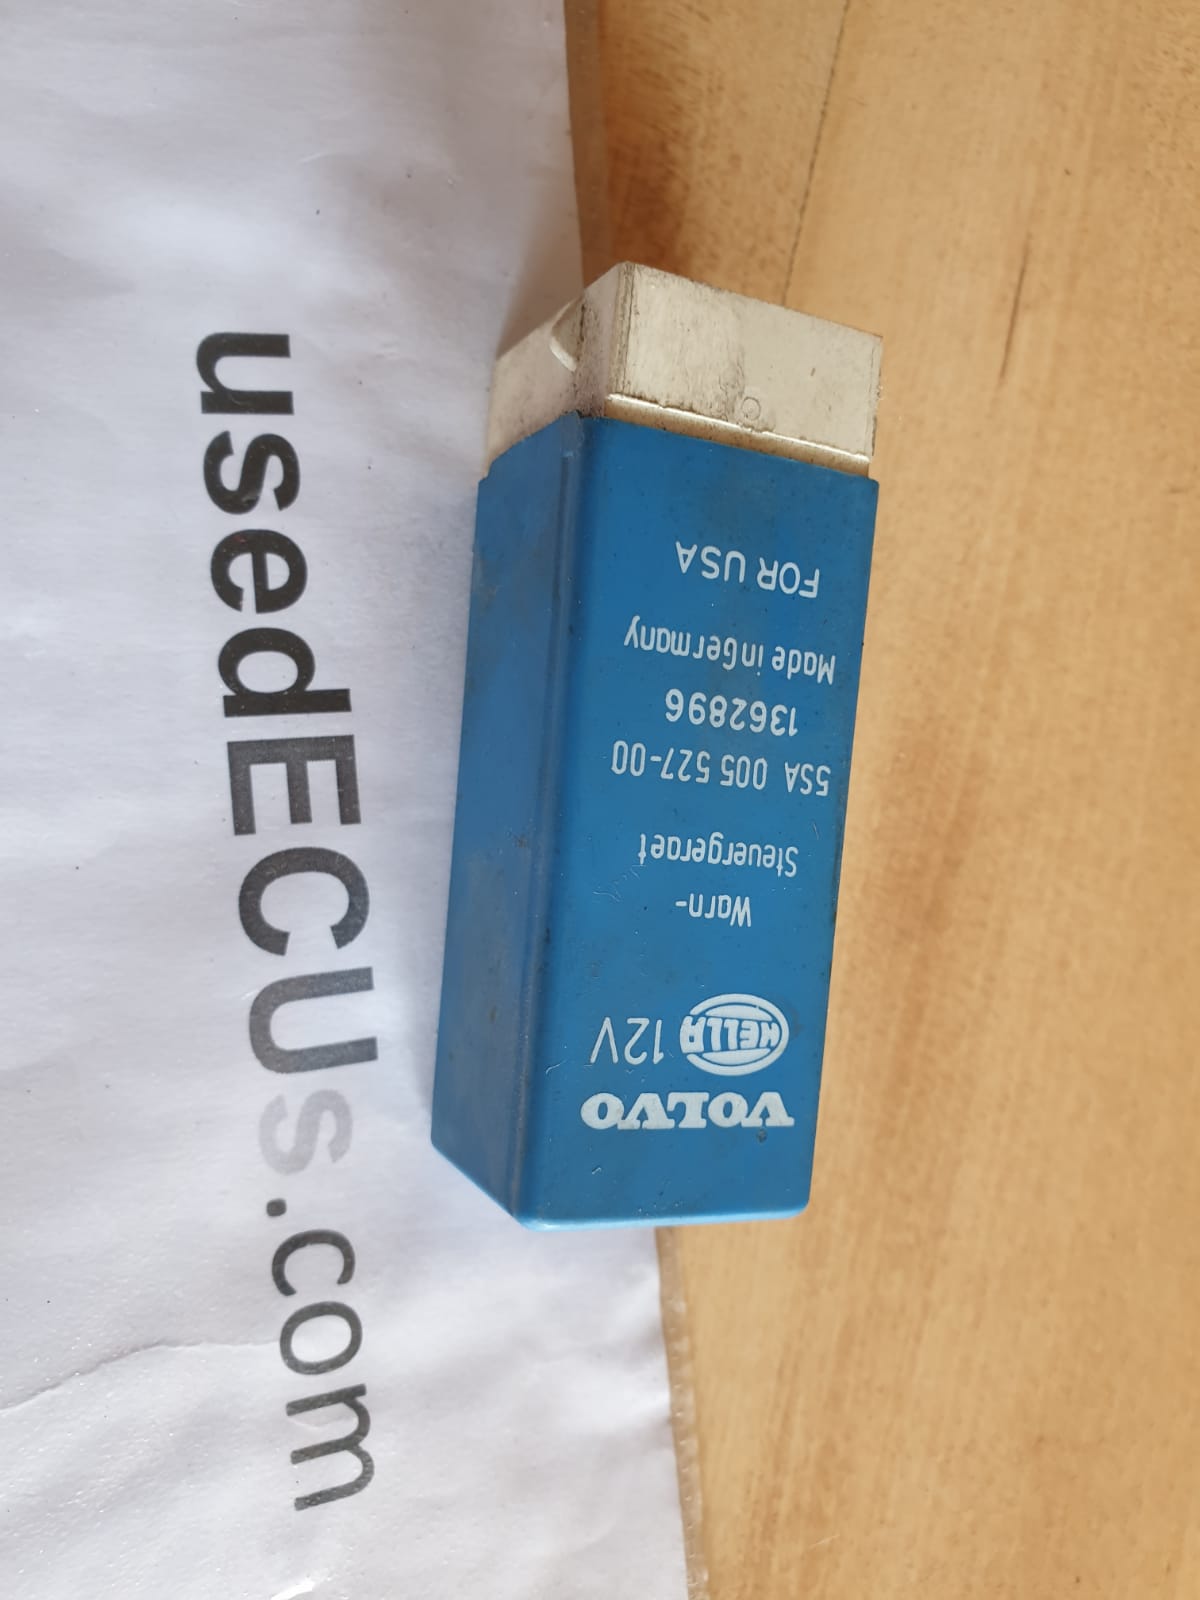 usedECUs.com
VOLVO
HELLA 12V
Warn-
Steuergeraet
5SA 005 527-00
1362896
Made in Germany
FOR USA